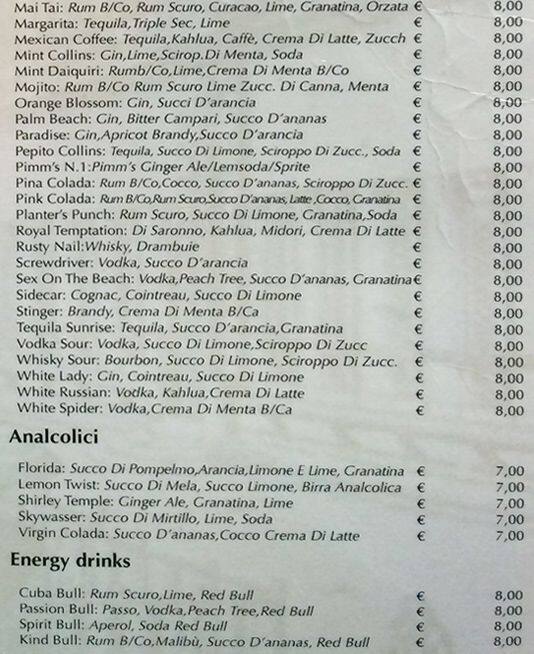 Mai Tai: Rum B/Co, Rum Scuro, Curacao, Lime, Granatina, Orzata € 8,00
Margarita: Tequila,Triple Sec, Lime € 8,00
Mexican Coffee: Tequila,Kahlua, Caffè, Crema Di Latte, Zucch € 8,00
Mint Collins: Gin,Lime,Scirop.Di Menta, Soda € 8,00
Mint Daiquiri: Rumb/Co,Lime,Crema Di Menta B/Co € 8,00
Mojito: Rum B/Co Rum Scuro Lime Zucc. Di Canna, Menta € 8,00
Orange Blossom: Gin, Succi D'arancia € 8,00
Palm Beach: Gin, Bitter Campari, Succo D'ananas € 8,00
Paradise: Gin,Apricot Brandy,Succo D'arancia € 8,00
Pepito Collins: Tequila, Succo Di Limone, Sciroppo Di Zucc., Soda € 8,00
Pimm's N.1:Pimm's Ginger Ale/Lemsoda/Sprite € 8,00
Pina Colada: Rum B/Co,Cocco, Succo D'ananas, Sciroppo Di Zucc. € 8,00
Pink Colada: Rum B/Co,Rum Scuro,Succo D'ananas, Latte ,Cocco, Granatina € 8,00
Planter's Punch: Rum Scuro, Succo Di Limone, Granatina,Soda € 8,00
Royal Temptation: Di Saronno, Kahlua, Midori, Crema Di Latte € 8,00
Rusty Nail:Whisky, Drambuie € 8,00
Screwdriver: Vodka, Succo D'arancia € 8,00
Sex On The Beach: Vodka,Peach Tree, Succo D'ananas, Granatina € 8,00
Sidecar: Cognac, Cointreau, Succo Di Limone € 8,00
Stinger: Brandy, Crema Di Menta B/Ca € 8,00
Tequila Sunrise: Tequila, Succo D'arancia,Granatina € 8,00
Vodka Sour: Vodka, Succo Di Limone,Sciroppo Di Zucc € 8,00
Whisky Sour: Bourbon, Succo Di Limone, Sciroppo Di Zucc. € 8,00
White Lady: Gin, Cointreau, Succo Di Limone € 8,00
White Russian: Vodka, Kahlua,Crema Di Latte € 8,00
White Spider: Vodka,Crema Di Menta B/Ca € 8,00
Analcolici
Florida: Succo Di Pompelmo,Arancia,Limone E Lime, Granatina € 7,00
Lemon Twist: Succo Di Mela, Succo Limone, Birra Analcolica € 7,00
Shirley Temple: Ginger Ale, Granatina, Lime € 7,00
Skywasser: Succo Di Mirtillo, Lime, Soda € 7,00
Virgin Colada: Succo D'ananas,Cocco Crema Di Latte € 7,00
Energy drinks
Cuba Bull: Rum Scuro,Lime, Red Bull € 8,00
Passion Bull: Passo, Vodka,Peach Tree,Red Bull € 8,00
Spirit Bull: Aperol, Soda Red Bull € 8,00
Kind Bull: Rum B/Co,Malibù, Succo D'ananas, Red Bull € 8,00